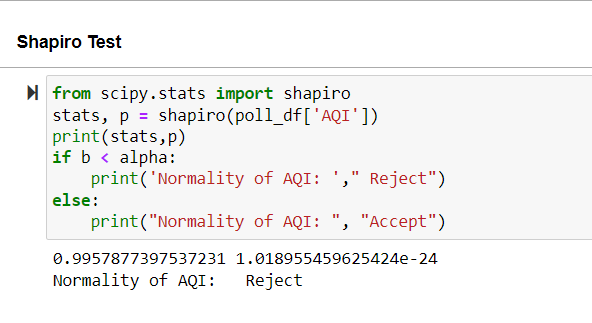 Shapiro Test
from scipy.stats import shapiro
stats, p = shapiro(poll_df['AQI'])
print(stats,p)
if b < alpha:
    print('Normality of AQI: '," Reject")
else:
    print("Normality of AQI: ", "Accept")
0.9957877397537231 1.018955459625424e-24
Normality of AQI:   Reject